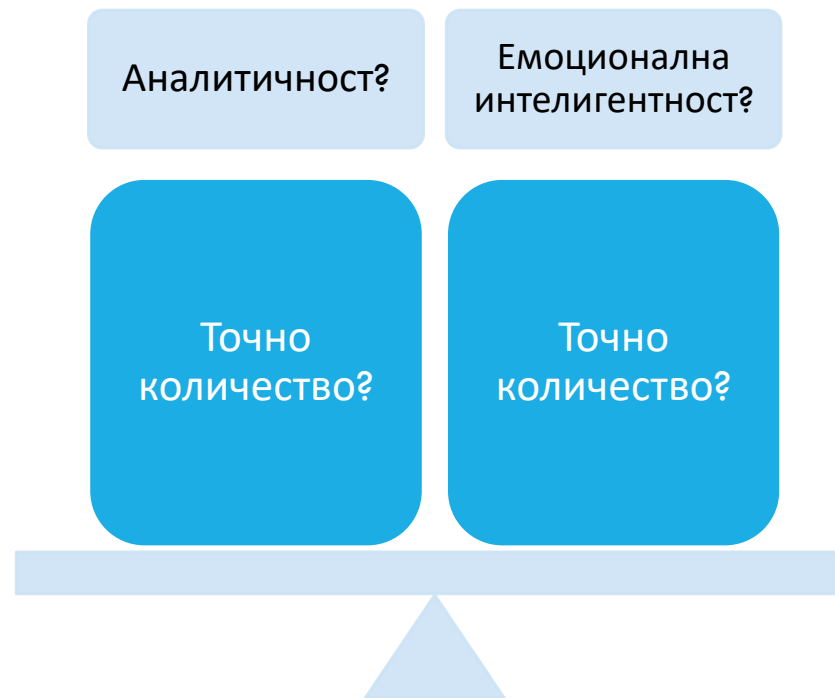 Аналитичност?
Емоционална
интелигентност?
Точно
количество?
Точно
количество?